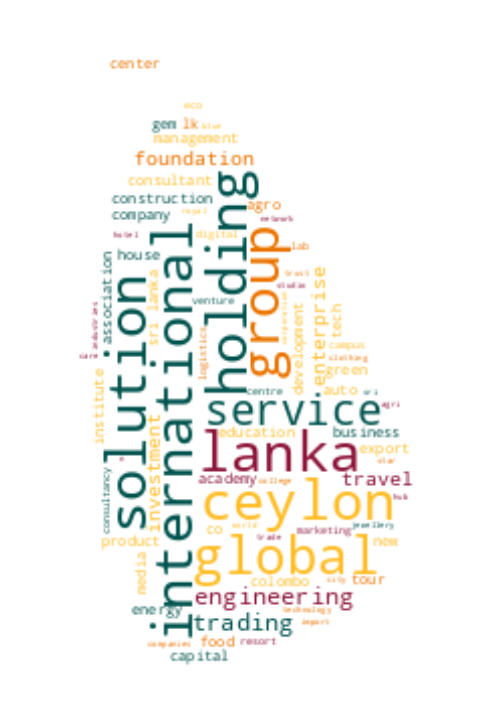 center
eco
gem lk blue
management
foundation
consultant
construction
agro
company
royal
network
hotel
digital
lab
house
association
sri lanka
solution
international
holding
group
trust
studio
venture
corporation
development
enterprise
tech
industries
care
logistics
campus
clothing
green
institute
investment
centre
auto
sri
service
agri
education
business
lanka
export
star
academy
college
travel
consultancy
ceylon
hub
co
world
trade
marketing
jewellery
product
global
new
media
colombo
city
tour
energy
engineering
technology
trading
import
companies
food
resort
capital